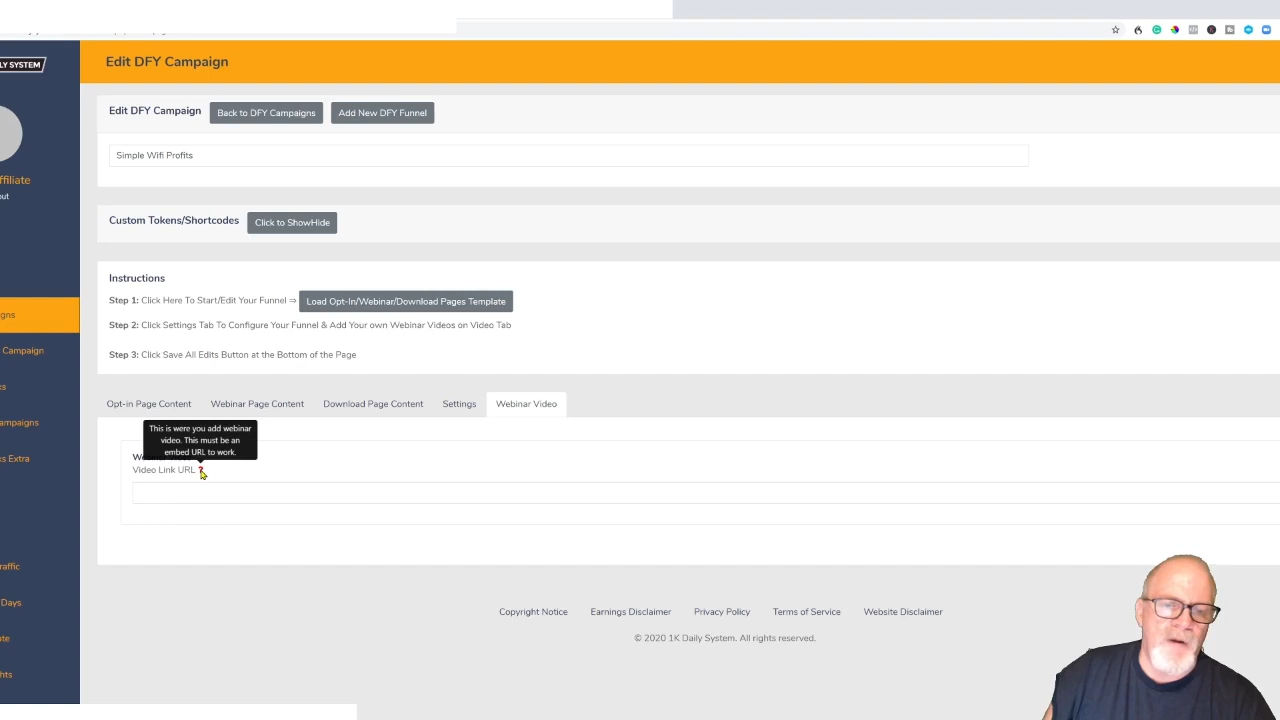 Edit DFY Campaign
LY SYSTEM
Edit DFY Campaign
Back to DFY Campaigns
Add New DFY Funnel
Simple Wifi Profits
ffiliate
out
Custom Tokens/Shortcodes
Click to ShowHide
Instructions
Step 1: Click Here To Start/Edit Your Funnel ⇒
Load Opt-In/Webinar/Download Pages Template
Step 2: Click Settings Tab To Configure Your Funnel & Add Your own Webinar Videos on Video Tab
Step 3: Click Save All Edits Button at the Bottom of the Page
gns
Campaign
ks
ampaigns
ks Extra
raffic
Days
te
hts
Opt-in Page Content
Webinar Page Content
Download Page Content
Settings
Webinar Video
This is were you add webinar
video. This must be an
embed URL to work.
Video Link URL ?
Copyright Notice
Earnings Disclaimer
Privacy Policy
Terms of Service
Website Disclaimer
© 2020 1K Daily System. All rights reserved.